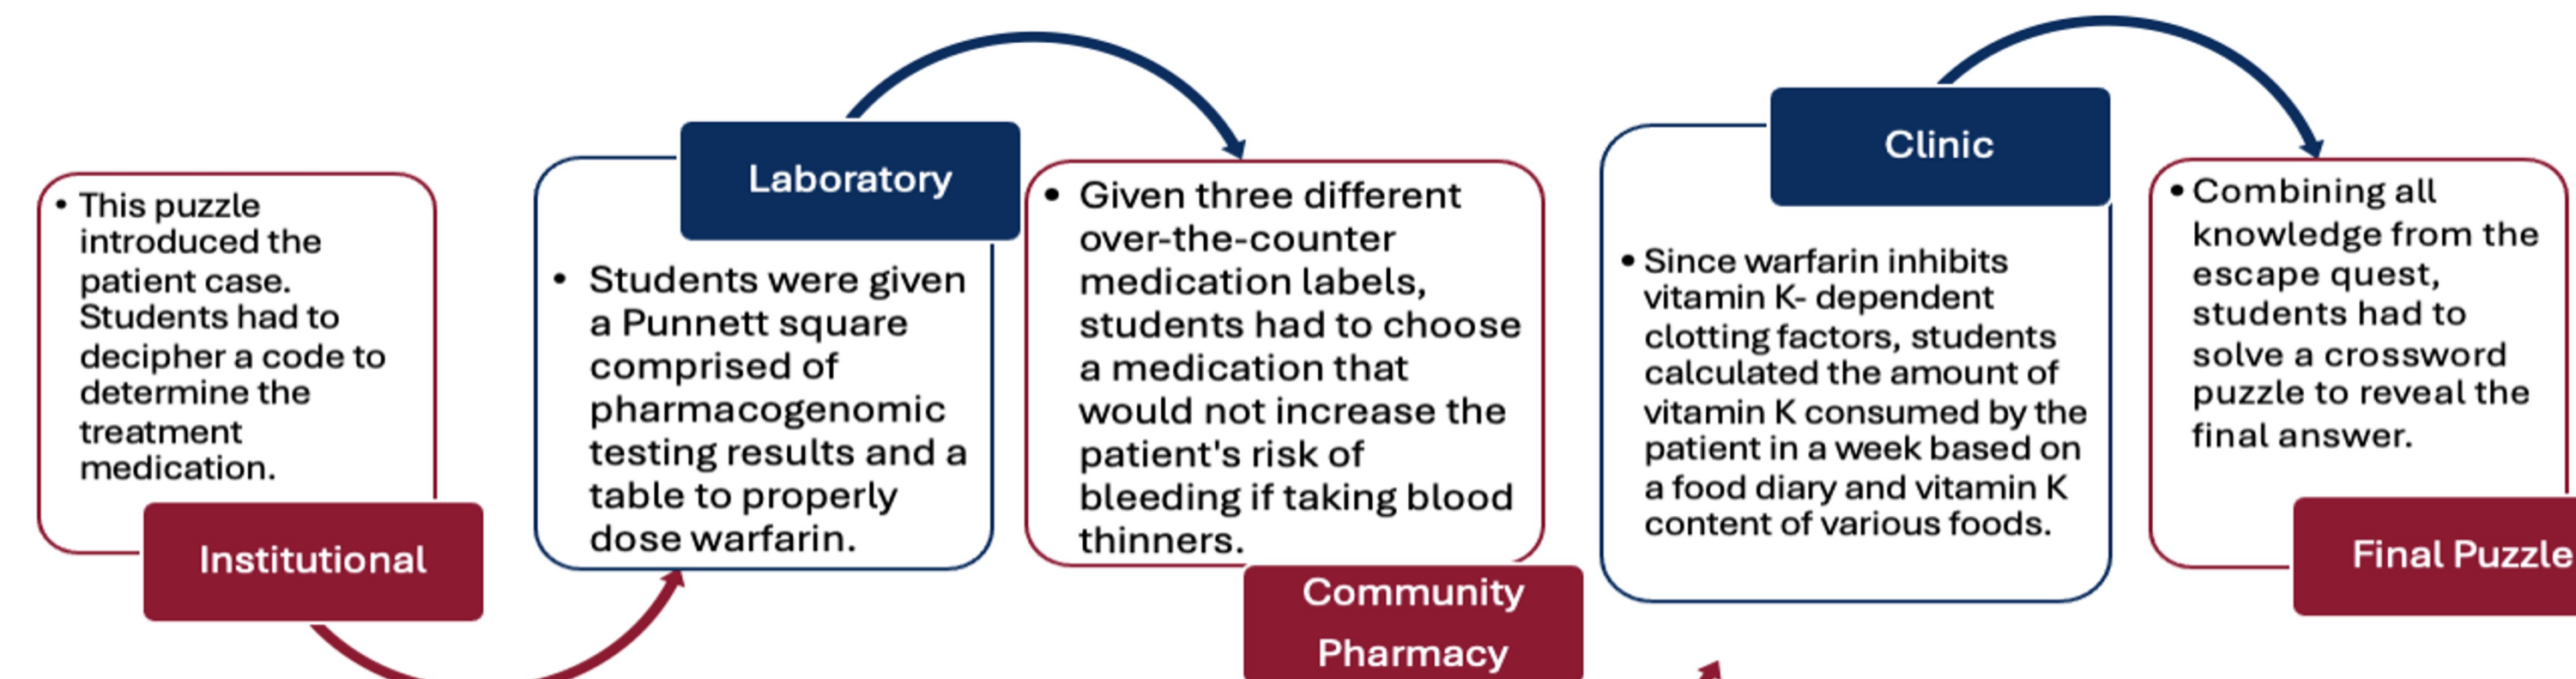 • This puzzle
introduced the
patient case.
Students had to
decipher a code to
determine the
treatment
medication.
Institutional
Laboratory
• Students were given
a Punnett square
comprised of
pharmacogenomic
testing results and a
table to properly
dose warfarin.
• Given three different
over-the-counter
medication labels,
students had to choose
a medication that
would not increase the
patient's risk of
bleeding if taking blood
thinners.
Community
Pharmacy
Clinic
• Since warfarin inhibits
vitamin K- dependent
clotting factors, students
calculated the amount of
vitamin K consumed by the
patient in a week based on
a food diary and vitamin K
content of various foods.
• Combining all
knowledge from the
escape quest,
students had to
solve a crossword
puzzle to reveal the
final answer.
Final Puzzle